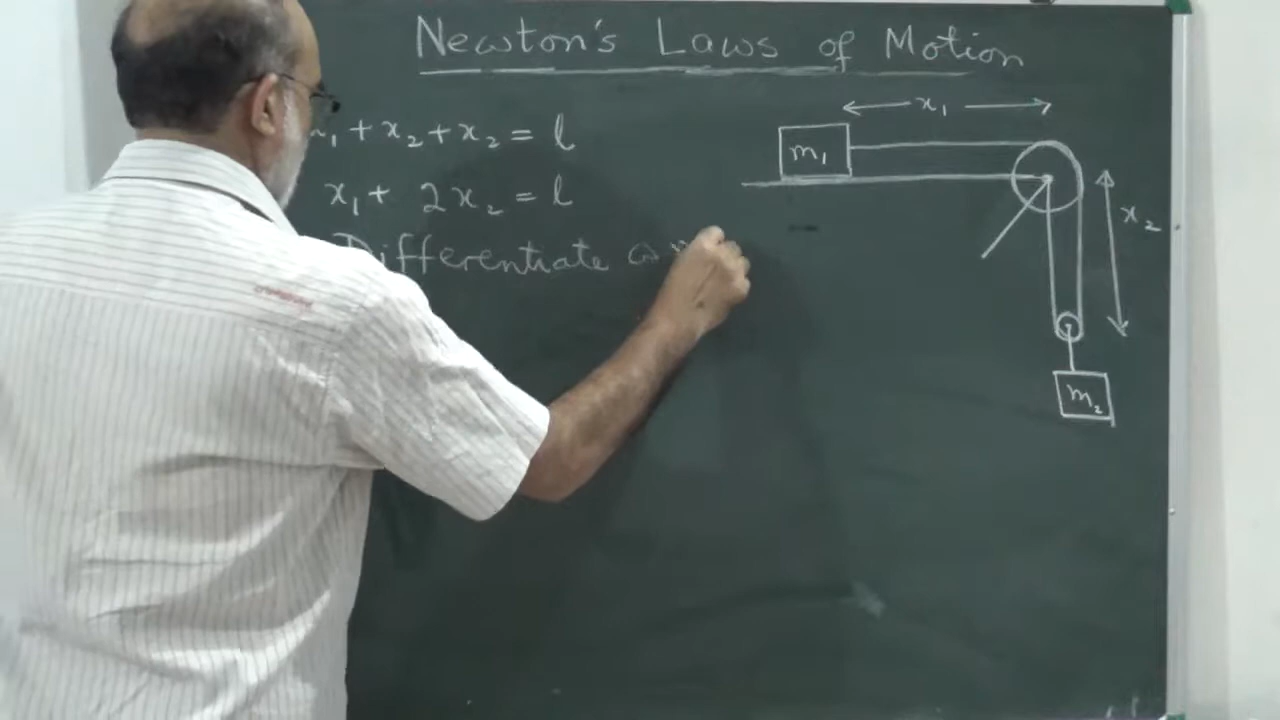 Newton's Laws of Motion
x₁ + x₂ + x₂ = l
x₁ + 2x₂ = l
Differentiate
x₁
m₁
x₂
m₂